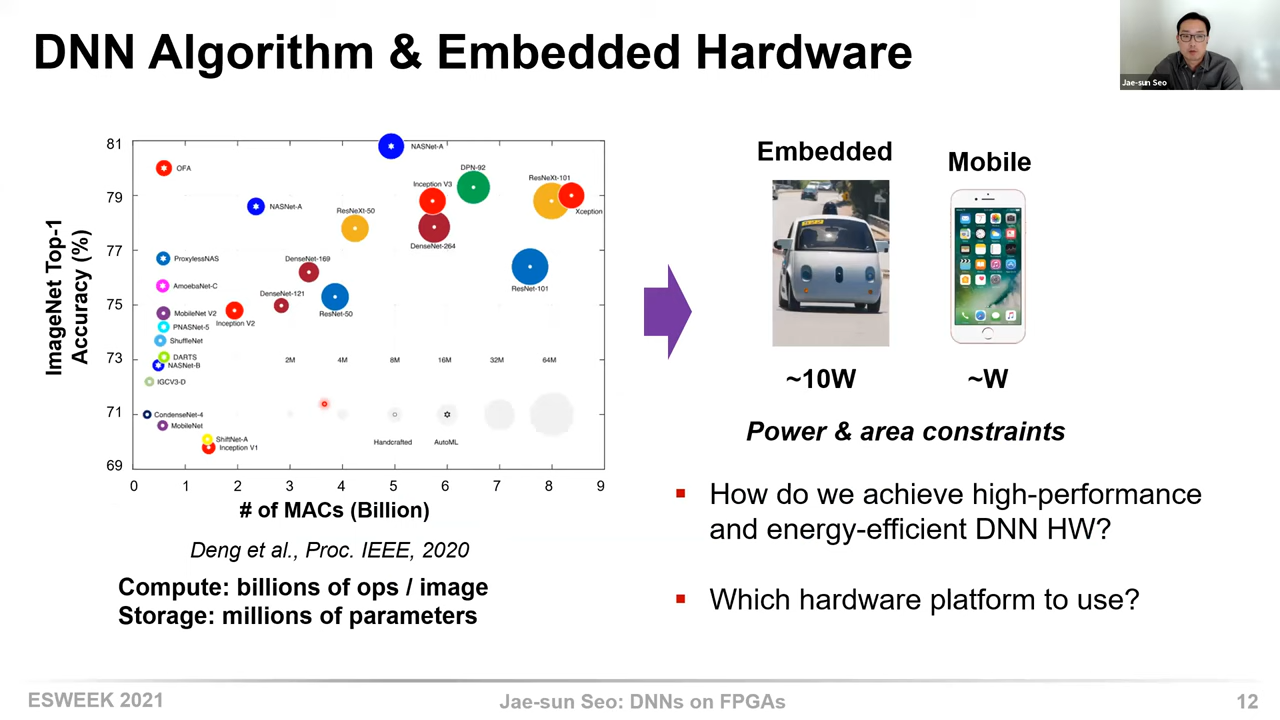 DNN Algorithm & Embedded Hardware
Jae-sun Seo
ImageNet Top-1
Accuracy (%)
81
79
77
75
73
71
69
OFA
NASNet-A
NASNet-A
DPN-92
Inception V3
ResNeXt-101
Xception
ResNeXt-50
DenseNet-264
ProxylessNAS
DenseNet-169
ResNet-101
AmoebaNet-C
DenseNet-121
ResNet-50
MobileNet V2
Inception V2
PNASNet-5
ShuffleNet
DARTS
NASNet-B
2M 4M 8M 16M 32M 64M
IGCV3-D
CondenseNet-4
MobileNet
ShiftNet-A
Inception V1
Handcrafted AutoML
0 1 2 3 4 5 6 7 8 9
# of MACs (Billion)
Deng et al., Proc. IEEE, 2020
Compute: billions of ops / image
Storage: millions of parameters
Embedded
Mobile
~10W
~W
Power & area constraints
▪ How do we achieve high-performance
and energy-efficient DNN HW?
▪ Which hardware platform to use?
ESWEEK 2021
Jae-sun Seo: DNNs on FPGAs
12